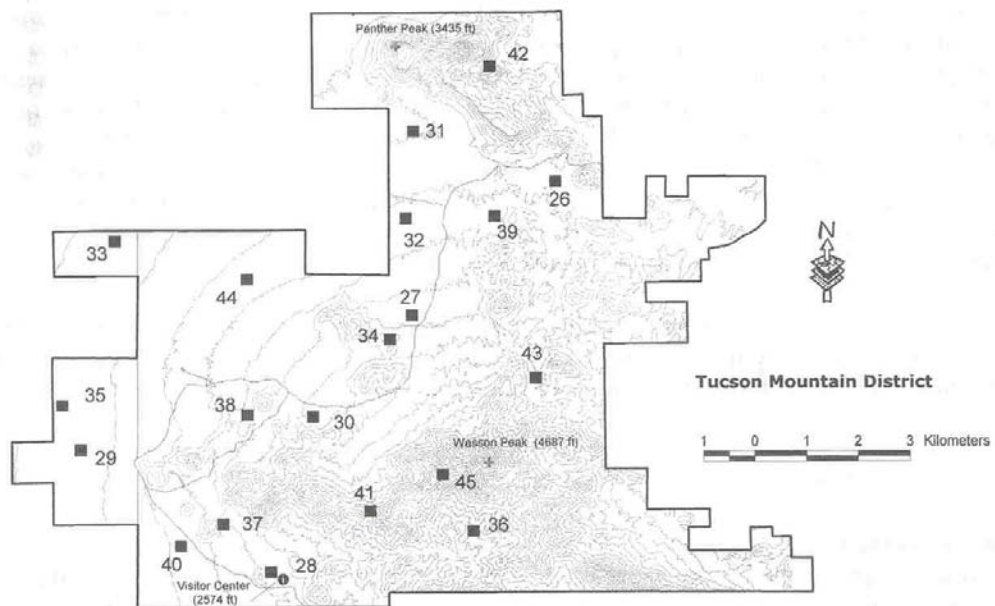 Panther Peak (3435 ft)
42
31
26
32
39
33
N
44
27
34
43
Tucson Mountain District
35
38
30
1 0 1 2 3 Kilometers
Wasson Peak (4687 ft)
29
45
41
37
36
40
28
Visitor Center
(2574 ft)